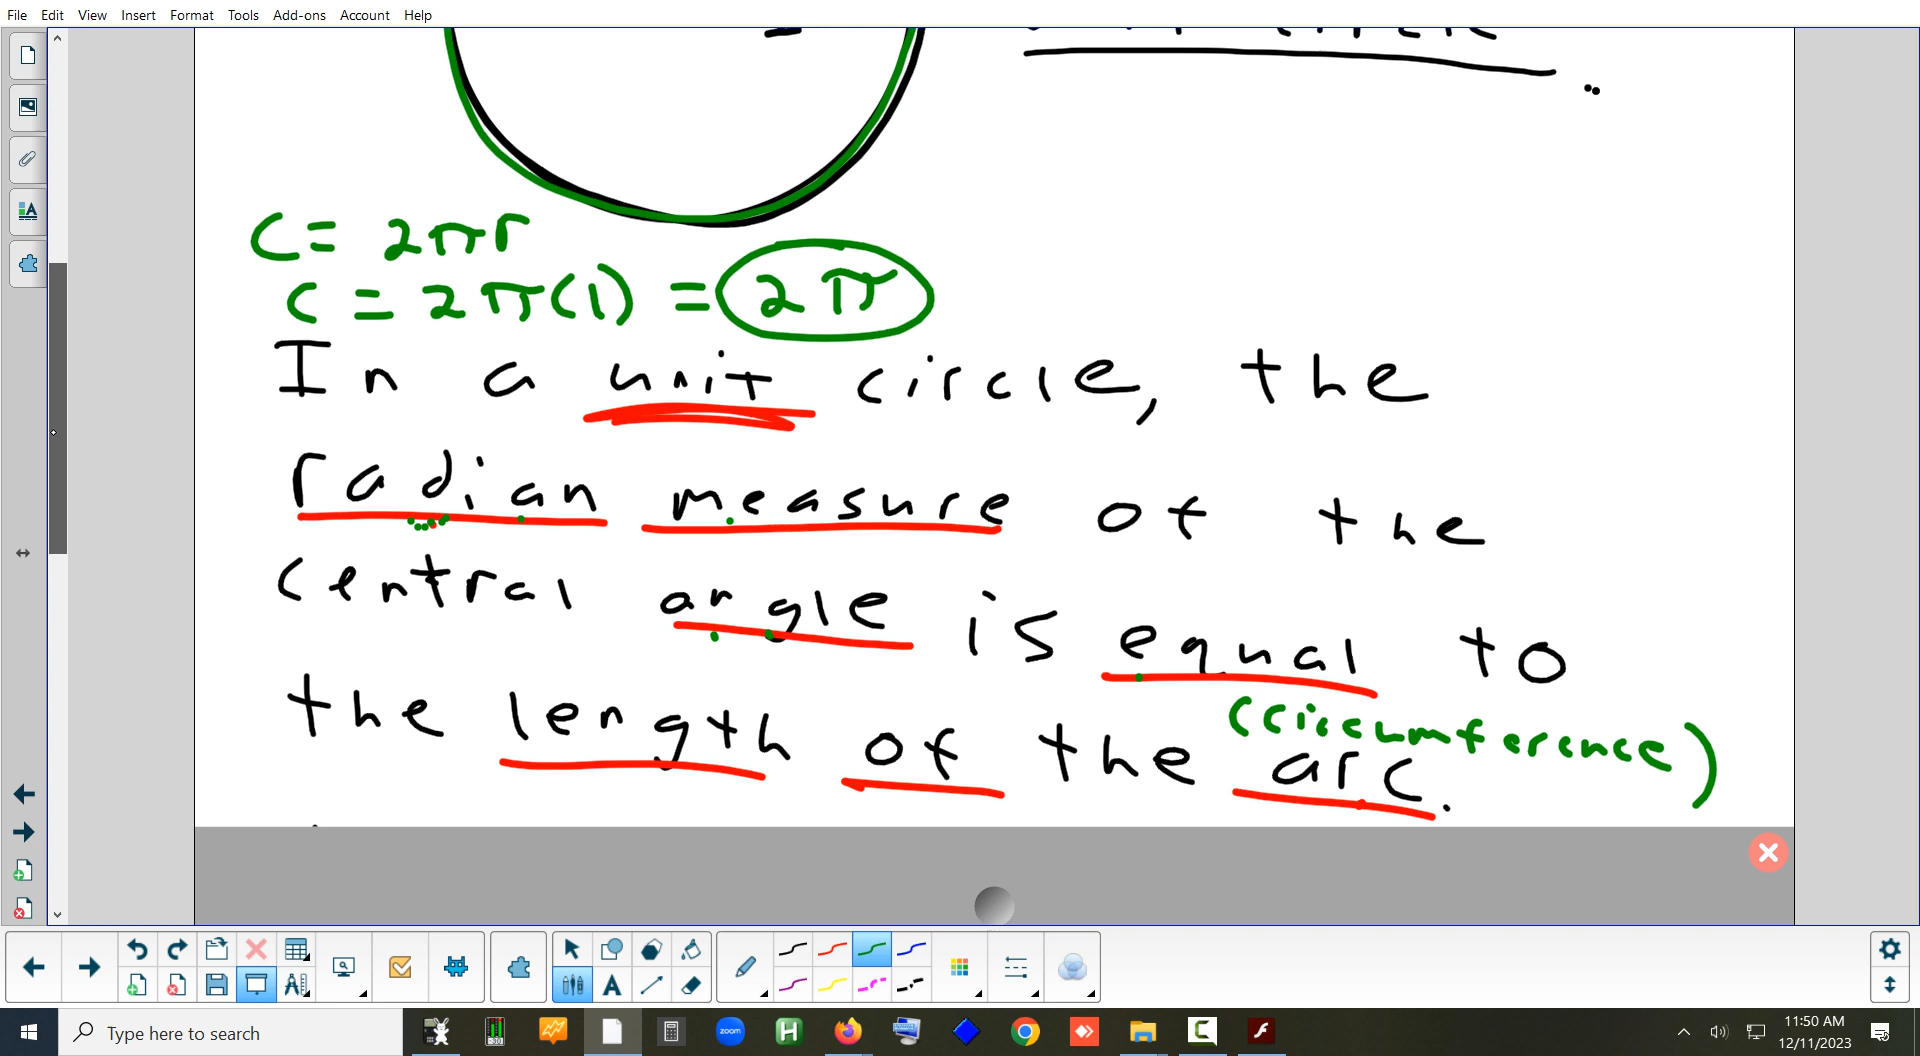 File Edit View Insert Format Tools Add-ons Account Help
C = 2πr
C = 2π(1) = 2π
In a unit circle, the
radian measure of the
central angle is equal to
(circumference)
the length of the arc.
Type here to search
zoom
11:50 AM
12/11/2023